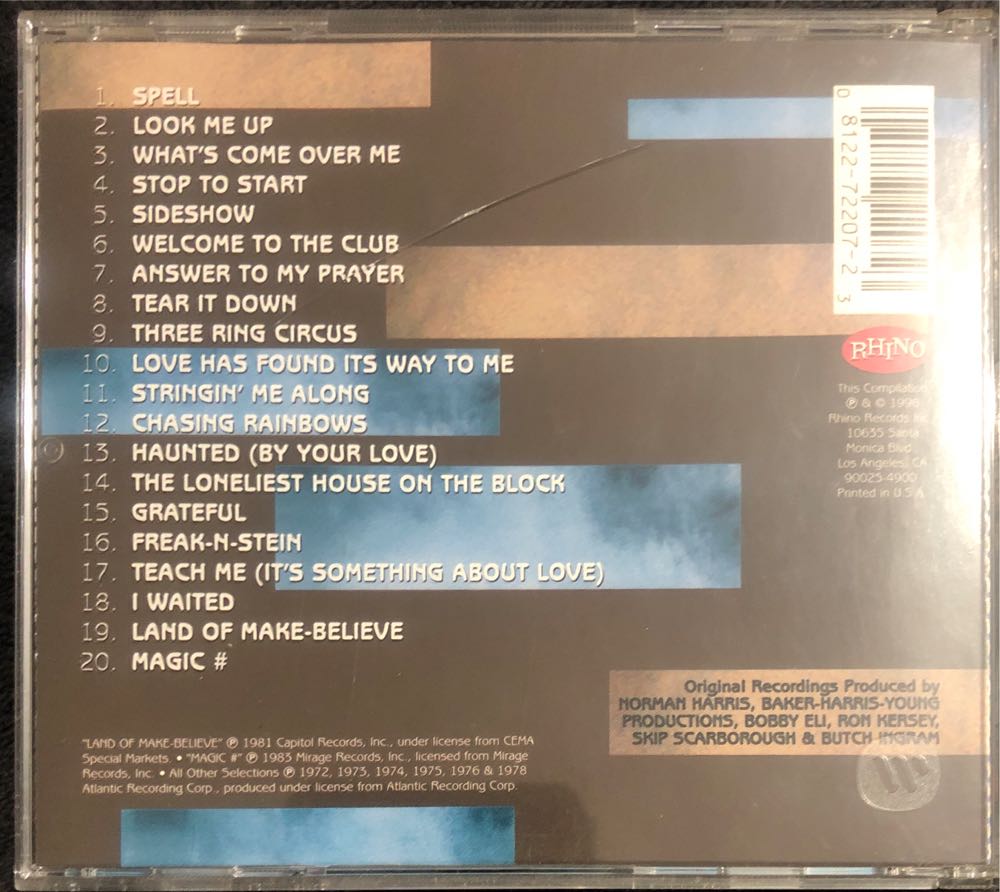 1. SPELL
2. LOOK ME UP
3. WHAT'S COME OVER ME
4. STOP TO START
5. SIDESHOW
6. WELCOME TO THE CLUB
7. ANSWER TO MY PRAYER
8. TEAR IT DOWN
9. THREE RING CIRCUS
10. LOVE HAS FOUND ITS WAY TO ME
11. STRINGIN' ME ALONG
12. CHASING RAINBOWS
13. HAUNTED (BY YOUR LOVE)
14. THE LONELIEST HOUSE ON THE BLOCK
15. GRATEFUL
16. FREAK-N-STEIN
17. TEACH ME (IT'S SOMETHING ABOUT LOVE)
18. I WAITED
19. LAND OF MAKE-BELIEVE
20. MAGIC #
0 8122-72207-2 3
RHINO
This Compilation
℗ & © 1996
Rhino Records Inc.
10635 Santa
Monica Blvd.
Los Angeles, CA
90025-4900
Printed in U.S.A.
Original Recordings Produced by
NORMAN HARRIS, BAKER-HARRIS-YOUNG
PRODUCTIONS, BOBBY ELI, RON KERSEY,
SKIP SCARBOROUGH & BUTCH INGRAM
"LAND OF MAKE-BELIEVE" ℗ 1981 Capitol Records, Inc., under license from CEMA
Special Markets. • "MAGIC #" ℗ 1983 Mirage Records, Inc., licensed from Mirage
Records, Inc. • All Other Selections ℗ 1972, 1973, 1974, 1975, 1976 & 1978
Atlantic Recording Corp., produced under license from Atlantic Recording Corp.